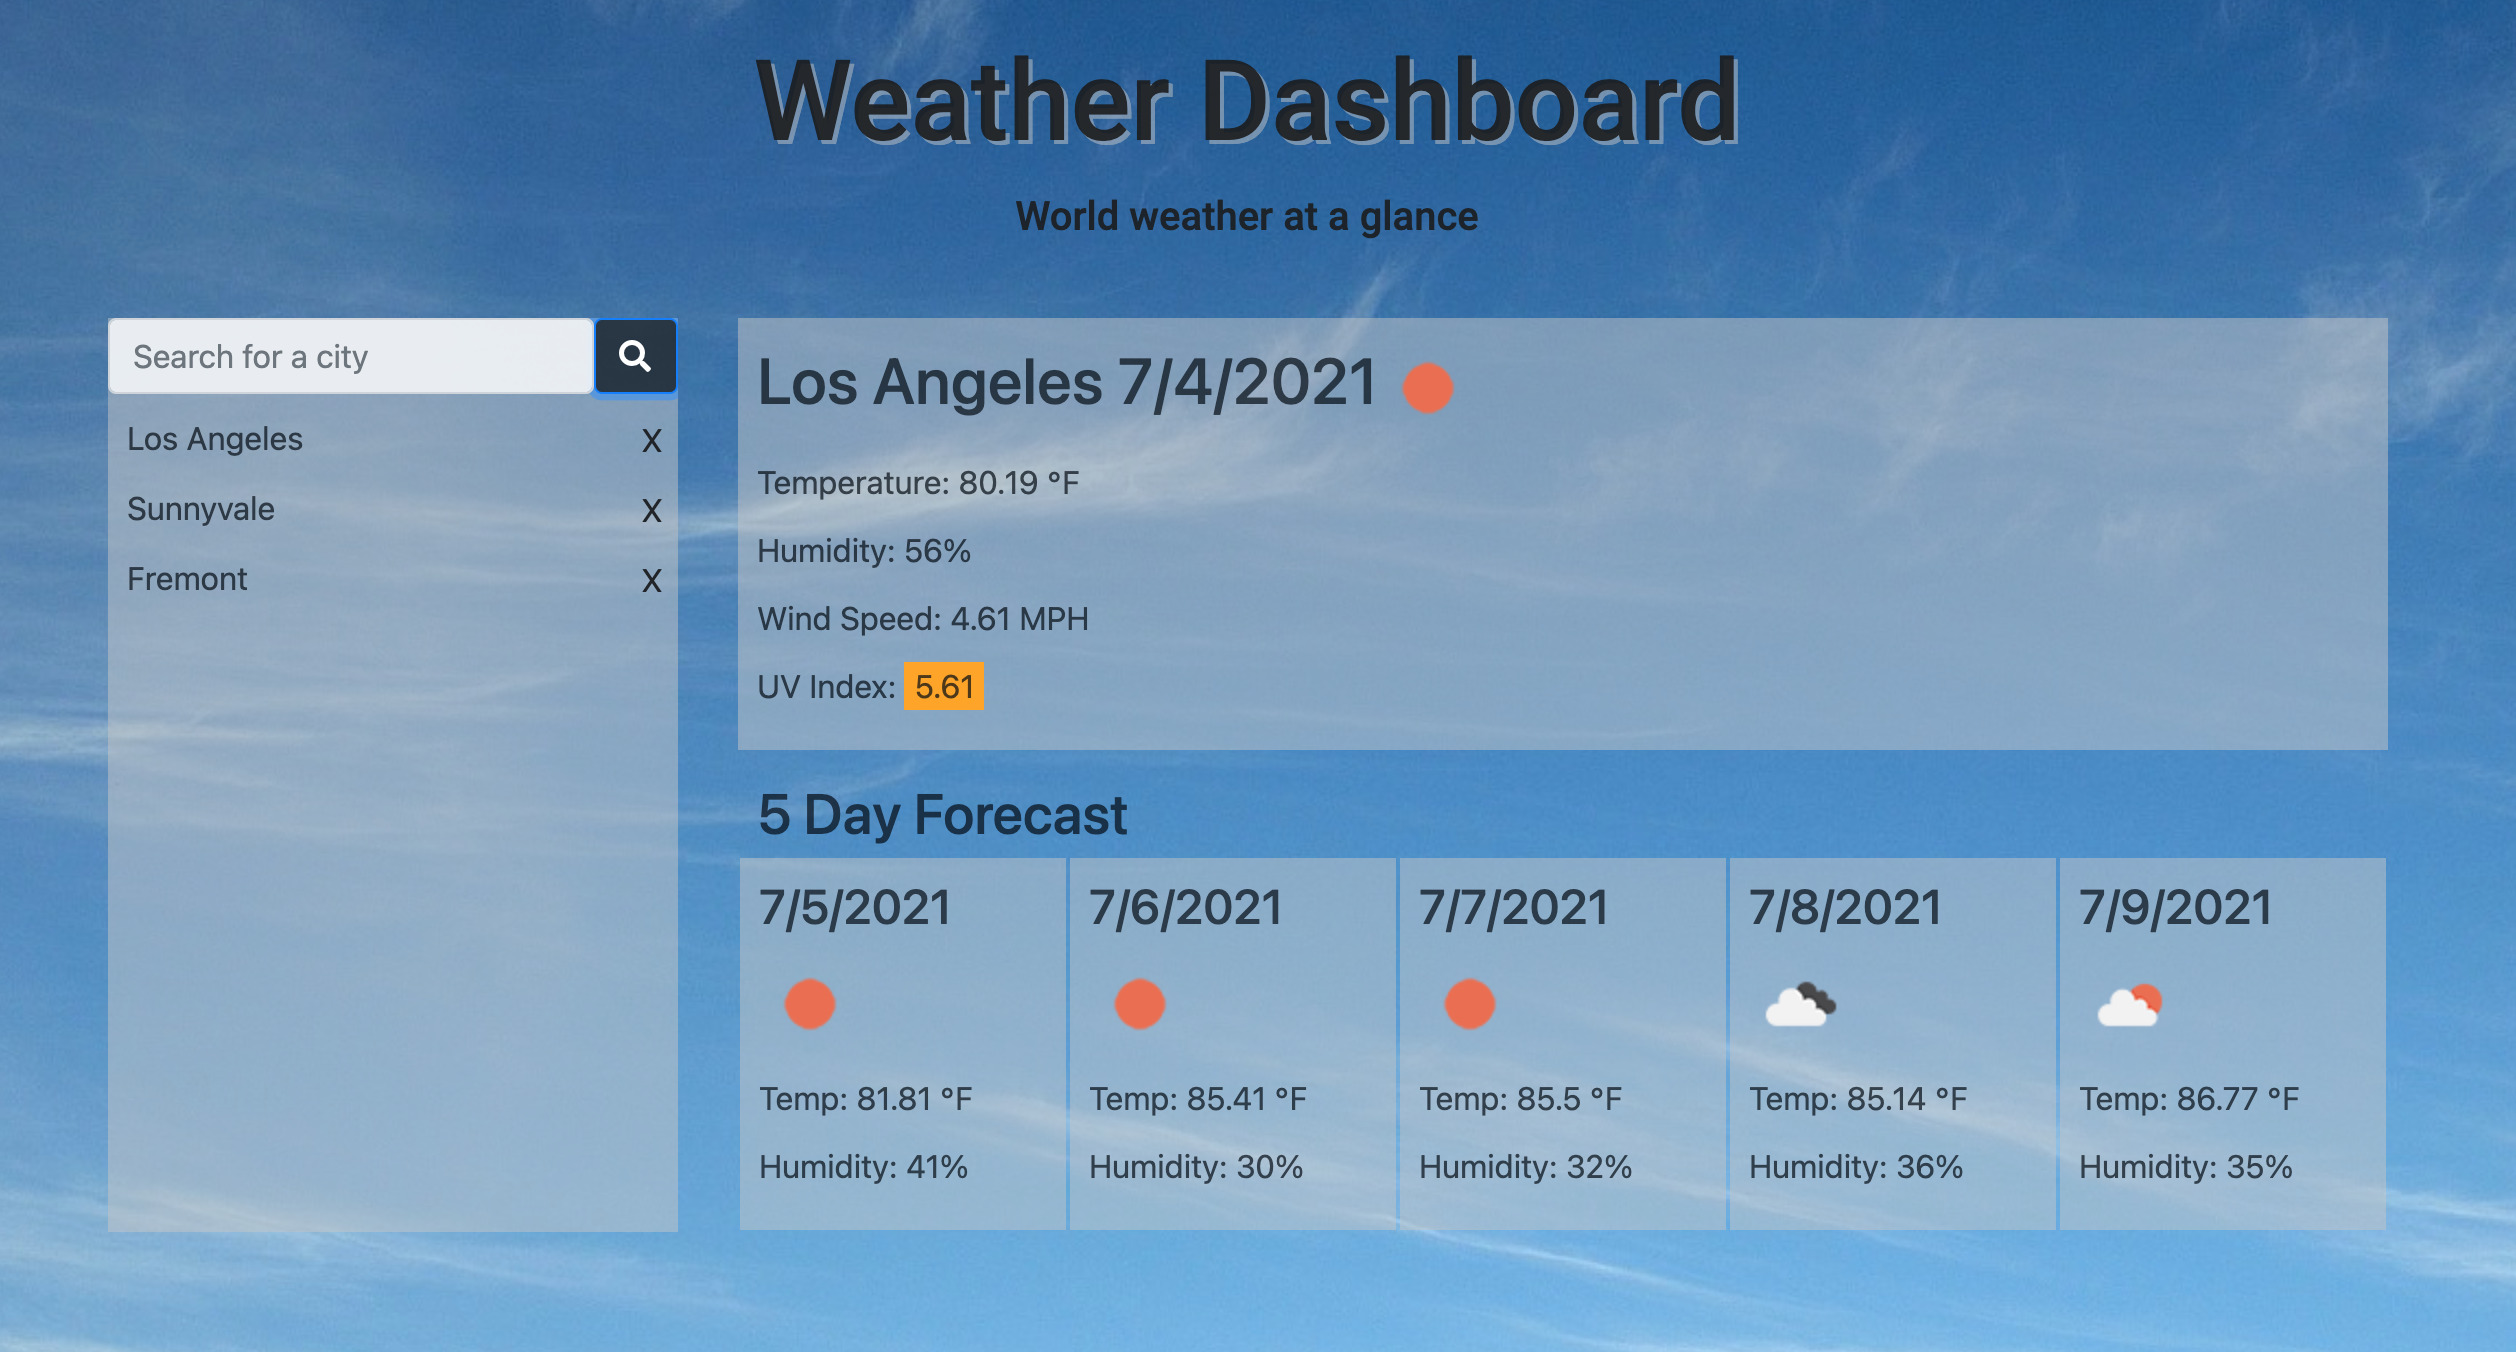 Weather Dashboard
World weather at a glance
Search for a city
Los Angeles X
Sunnyvale X
Fremont X
Los Angeles 7/4/2021
Temperature: 80.19 °F
Humidity: 56%
Wind Speed: 4.61 MPH
UV Index: 5.61
5 Day Forecast
7/5/2021
Temp: 81.81 °F
Humidity: 41%
7/6/2021
Temp: 85.41 °F
Humidity: 30%
7/7/2021
Temp: 85.5 °F
Humidity: 32%
7/8/2021
Temp: 85.14 °F
Humidity: 36%
7/9/2021
Temp: 86.77 °F
Humidity: 35%